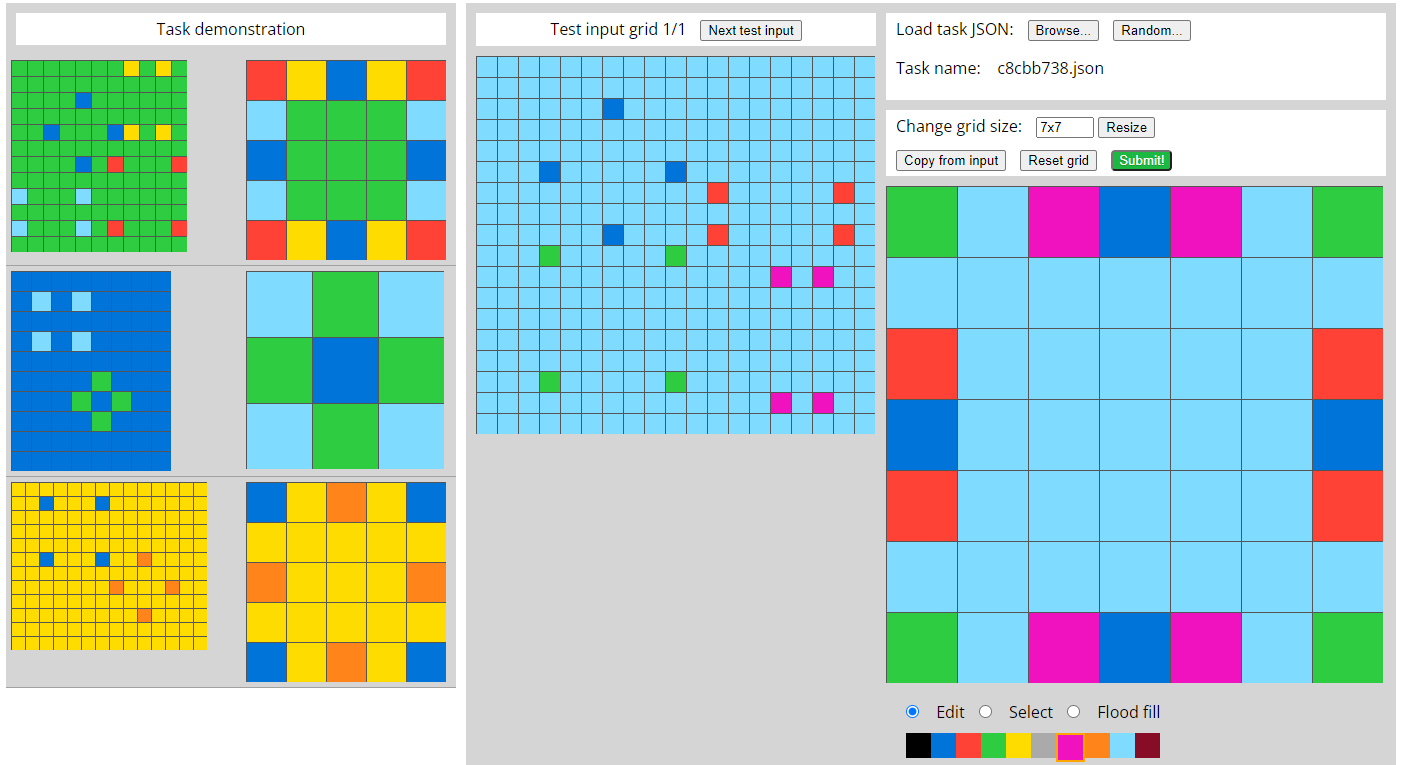 Task demonstration
Test input grid 1/1 Next test input
Load task JSON: Browse... Random...
Task name: c8cbb738.json
Change grid size: 7x7 Resize
Copy from input Reset grid Submit!
Edit Select Flood fill